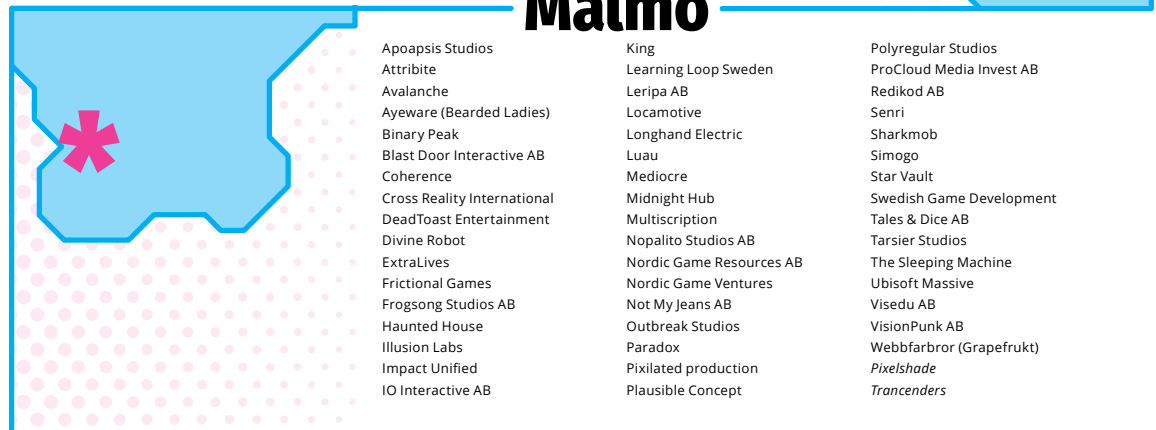 Malmö
Apoapsis Studios
Attribite
Avalanche
Ayeware (Bearded Ladies)
Binary Peak
Blast Door Interactive AB
Coherence
Cross Reality International
DeadToast Entertainment
Divine Robot
ExtraLives
Frictional Games
Frogsong Studios AB
Haunted House
Illusion Labs
Impact Unified
IO Interactive AB
King
Learning Loop Sweden
Leripa AB
Locamotive
Longhand Electric
Luau
Mediocre
Midnight Hub
Multiscription
Nopalito Studios AB
Nordic Game Resources AB
Nordic Game Ventures
Not My Jeans AB
Outbreak Studios
Paradox
Pixilated production
Plausible Concept
Polyregular Studios
ProCloud Media Invest AB
Redikod AB
Senri
Sharkmob
Simogo
Star Vault
Swedish Game Development
Tales & Dice AB
Tarsier Studios
The Sleeping Machine
Ubisoft Massive
Visedu AB
VisionPunk AB
Webbfarbror (Grapefrukt)
Pixelshade
Trancenders